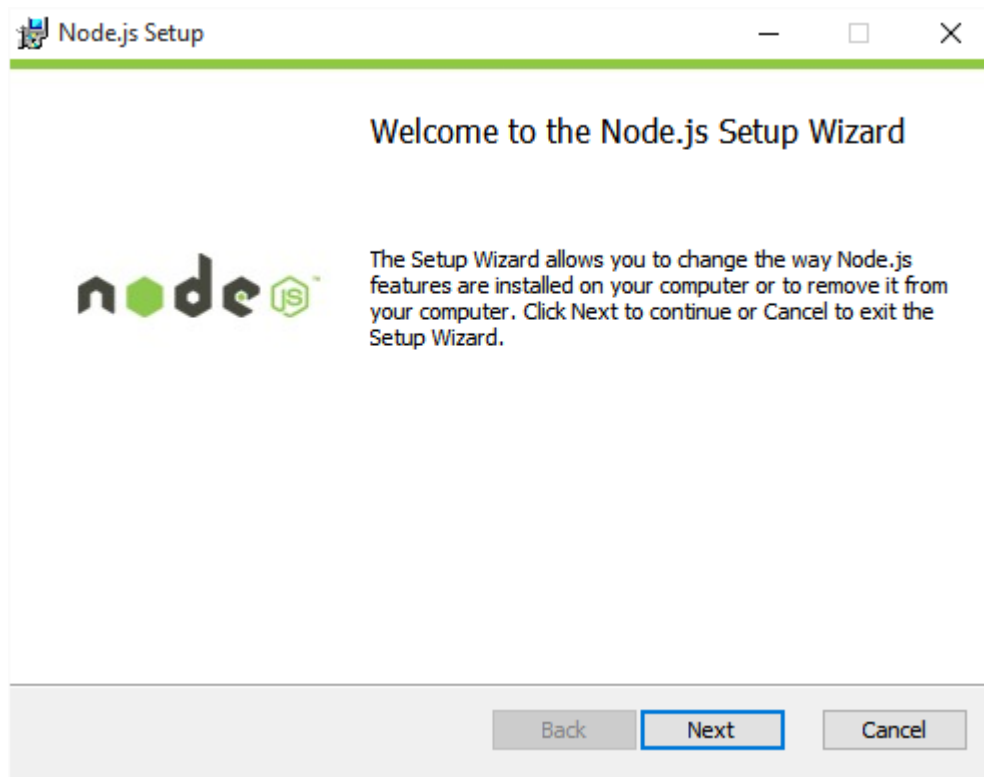 Node.js Setup
Welcome to the Node.js Setup Wizard
node JS ™
The Setup Wizard allows you to change the way Node.js
features are installed on your computer or to remove it from
your computer. Click Next to continue or Cancel to exit the
Setup Wizard.
Back Next Cancel